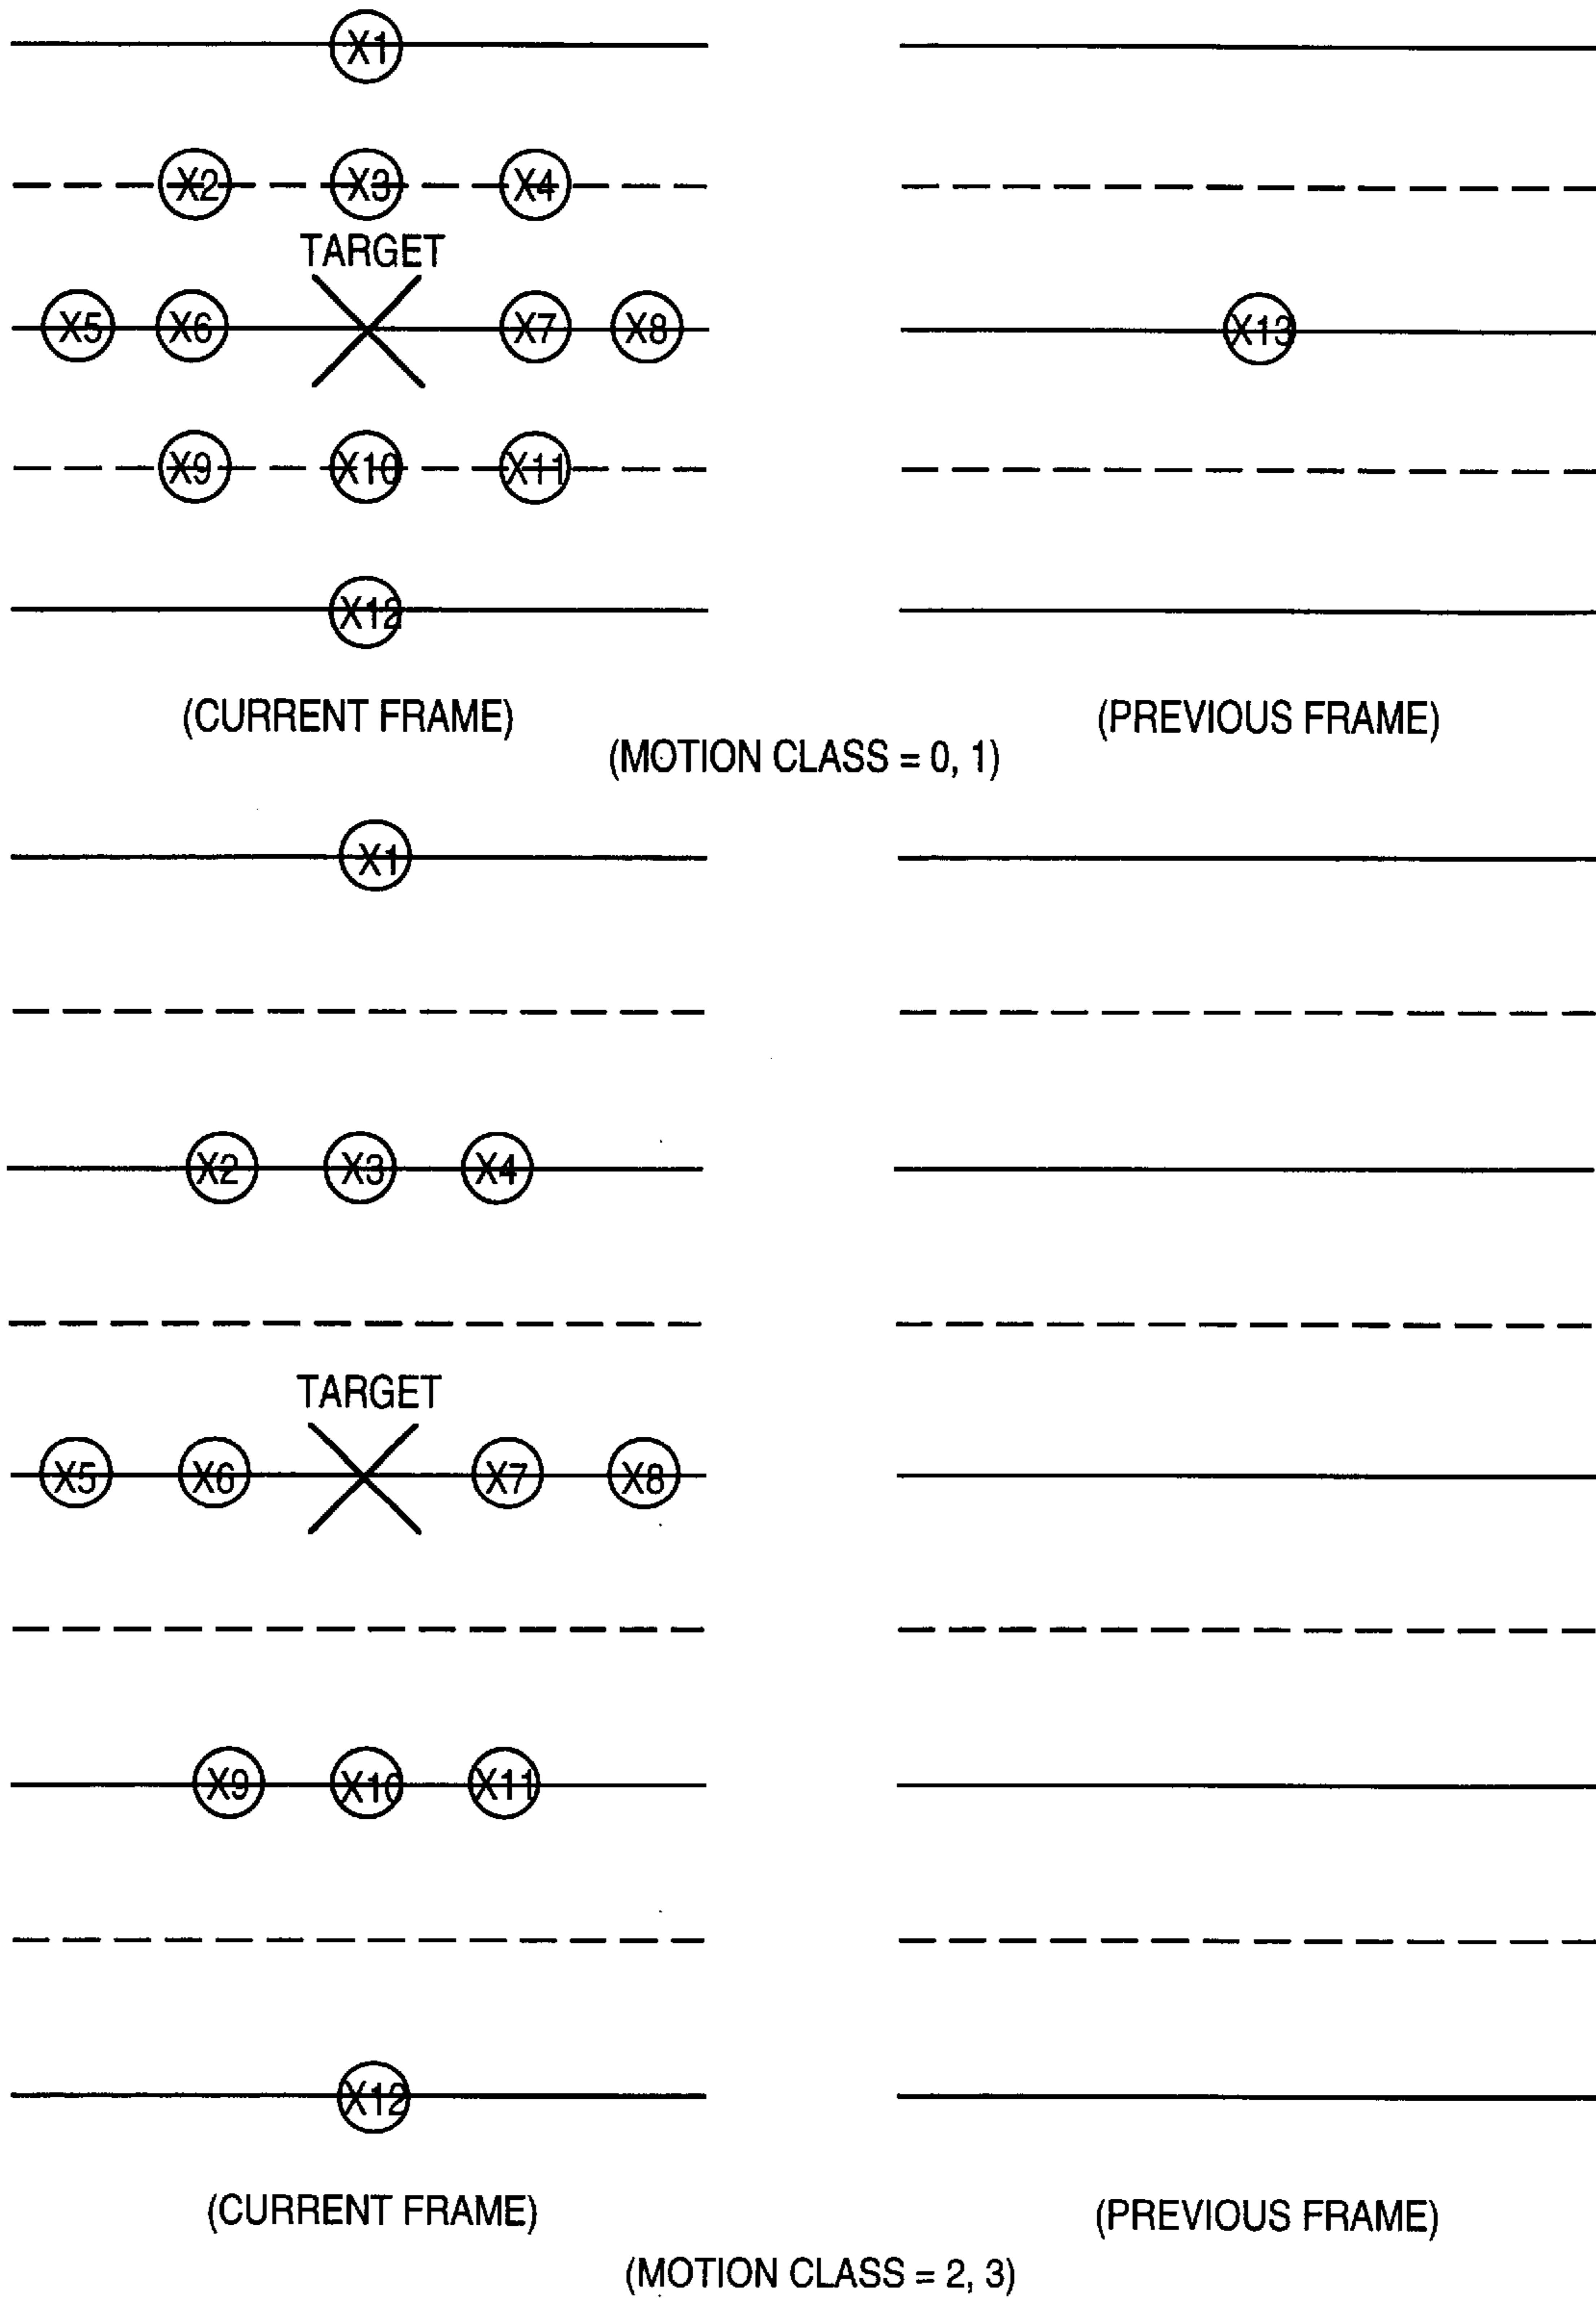 X1
X2 X3 X4
TARGET
X5 X6 X7 X8 X13
X9 X10 X11
X12
(CURRENT FRAME) (PREVIOUS FRAME)
(MOTION CLASS = 0, 1)
X1
X2 X3 X4
TARGET
X5 X6 X7 X8
X9 X10 X11
X12
(CURRENT FRAME) (PREVIOUS FRAME)
(MOTION CLASS = 2, 3)